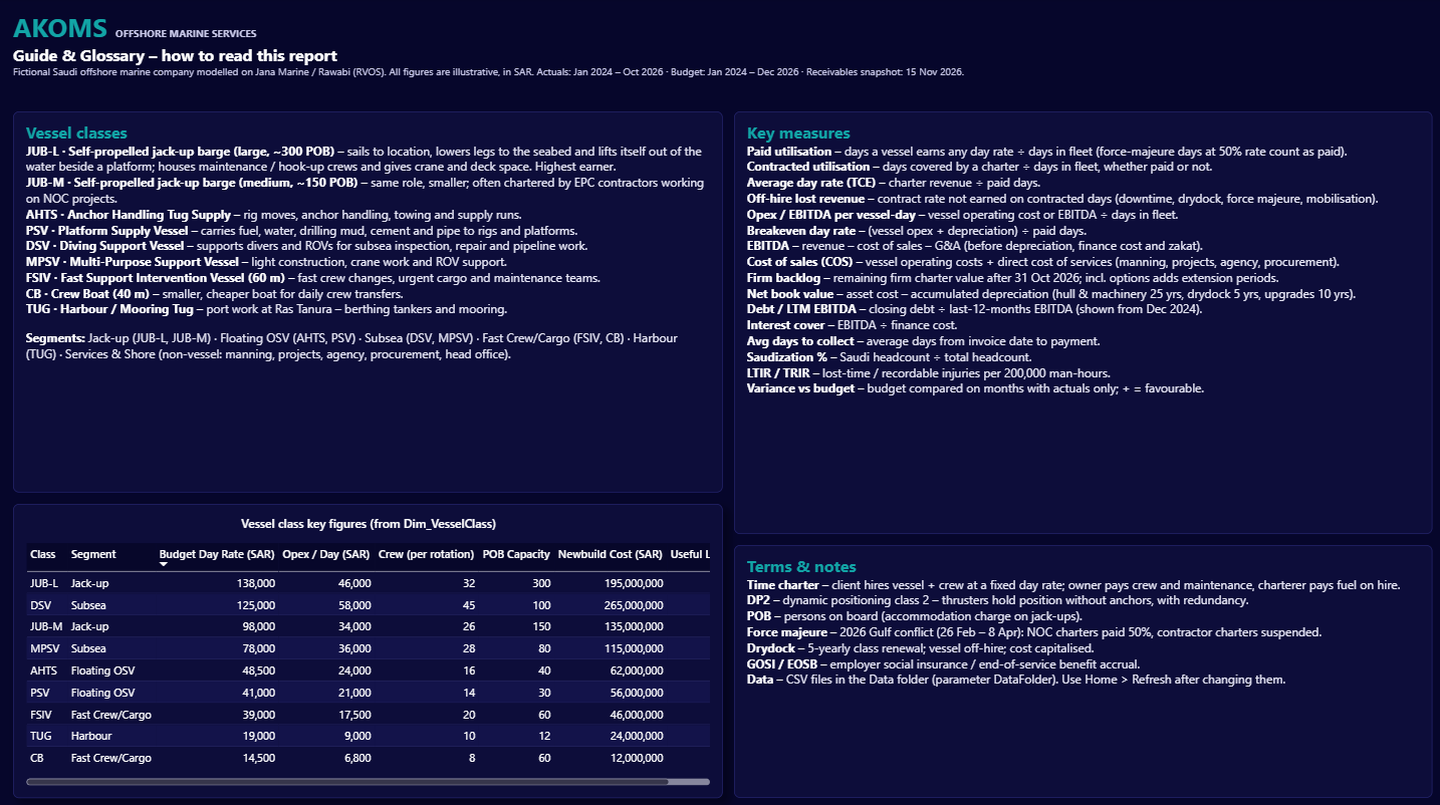 AKOMS OFFSHORE MARINE SERVICES
Guide & Glossary – how to read this report
Fictional Saudi offshore marine company modelled on Jana Marine / Rawabi (RVOS). All figures are illustrative, in SAR. Actuals: Jan 2024 – Oct 2026 · Budget: Jan 2024 – Dec 2026 · Receivables snapshot: 15 Nov 2026.
Vessel classes
JUB-L · Self-propelled jack-up barge (large, ~300 POB) – sails to location, lowers legs to the seabed and lifts itself out of the
water beside a platform; houses maintenance / hook-up crews and gives crane and deck space. Highest earner.
JUB-M · Self-propelled jack-up barge (medium, ~150 POB) – same role, smaller; often chartered by EPC contractors working
on NOC projects.
AHTS · Anchor Handling Tug Supply – rig moves, anchor handling, towing and supply runs.
PSV · Platform Supply Vessel – carries fuel, water, drilling mud, cement and pipe to rigs and platforms.
DSV · Diving Support Vessel – supports divers and ROVs for subsea inspection, repair and pipeline work.
MPSV · Multi-Purpose Support Vessel – light construction, crane work and ROV support.
FSIV · Fast Support Intervention Vessel (60 m) – fast crew changes, urgent cargo and maintenance teams.
CB · Crew Boat (40 m) – smaller, cheaper boat for daily crew transfers.
TUG · Harbour / Mooring Tug – port work at Ras Tanura – berthing tankers and mooring.
Segments: Jack-up (JUB-L, JUB-M) · Floating OSV (AHTS, PSV) · Subsea (DSV, MPSV) · Fast Crew/Cargo (FSIV, CB) · Harbour
(TUG) · Services & Shore (non-vessel: manning, projects, agency, procurement, head office).
Vessel class key figures (from Dim_VesselClass)
Class Segment Budget Day Rate (SAR) Opex / Day (SAR) Crew (per rotation) POB Capacity Newbuild Cost (SAR) Useful L
JUB-L Jack-up 138,000 46,000 32 300 195,000,000
DSV Subsea 125,000 58,000 45 100 265,000,000
JUB-M Jack-up 98,000 34,000 26 150 135,000,000
MPSV Subsea 78,000 36,000 28 80 115,000,000
AHTS Floating OSV 48,500 24,000 16 40 62,000,000
PSV Floating OSV 41,000 21,000 14 30 56,000,000
FSIV Fast Crew/Cargo 39,000 17,500 20 60 46,000,000
TUG Harbour 19,000 9,000 10 12 24,000,000
CB Fast Crew/Cargo 14,500 6,800 8 60 12,000,000
Key measures
Paid utilisation – days a vessel earns any day rate ÷ days in fleet (force-majeure days at 50% rate count as paid).
Contracted utilisation – days covered by a charter ÷ days in fleet, whether paid or not.
Average day rate (TCE) – charter revenue ÷ paid days.
Off-hire lost revenue – contract rate not earned on contracted days (downtime, drydock, force majeure, mobilisation).
Opex / EBITDA per vessel-day – vessel operating cost or EBITDA ÷ days in fleet.
Breakeven day rate – (vessel opex + depreciation) ÷ paid days.
EBITDA – revenue – cost of sales – G&A (before depreciation, finance cost and zakat).
Cost of sales (COS) – vessel operating costs + direct cost of services (manning, projects, agency, procurement).
Firm backlog – remaining firm charter value after 31 Oct 2026; incl. options adds extension periods.
Net book value – asset cost – accumulated depreciation (hull & machinery 25 yrs, drydock 5 yrs, upgrades 10 yrs).
Debt / LTM EBITDA – closing debt ÷ last-12-months EBITDA (shown from Dec 2024).
Interest cover – EBITDA ÷ finance cost.
Avg days to collect – average days from invoice date to payment.
Saudization % – Saudi headcount ÷ total headcount.
LTIR / TRIR – lost-time / recordable injuries per 200,000 man-hours.
Variance vs budget – budget compared on months with actuals only; + = favourable.
Terms & notes
Time charter – client hires vessel + crew at a fixed day rate; owner pays crew and maintenance, charterer pays fuel on hire.
DP2 – dynamic positioning class 2 – thrusters hold position without anchors, with redundancy.
POB – persons on board (accommodation charge on jack-ups).
Force majeure – 2026 Gulf conflict (26 Feb – 8 Apr): NOC charters paid 50%, contractor charters suspended.
Drydock – 5-yearly class renewal; vessel off-hire; cost capitalised.
GOSI / EOSB – employer social insurance / end-of-service benefit accrual.
Data – CSV files in the Data folder (parameter DataFolder). Use Home > Refresh after changing them.